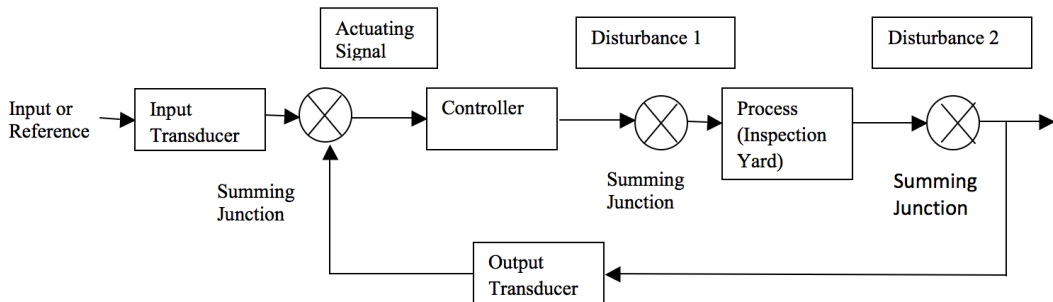 Actuating
Signal
Disturbance 1
Disturbance 2
Input or
Reference
Input
Transducer
Controller
Process
(Inspection
Yard)
Summing
Junction
Summing
Junction
Summing
Junction
Output
Transducer